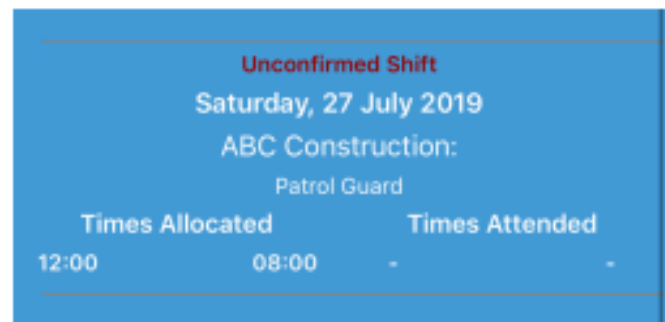 Unconfirmed Shift
Saturday, 27 July 2019
ABC Construction:
Patrol Guard
Times Allocated Times Attended
12:00 08:00 - -